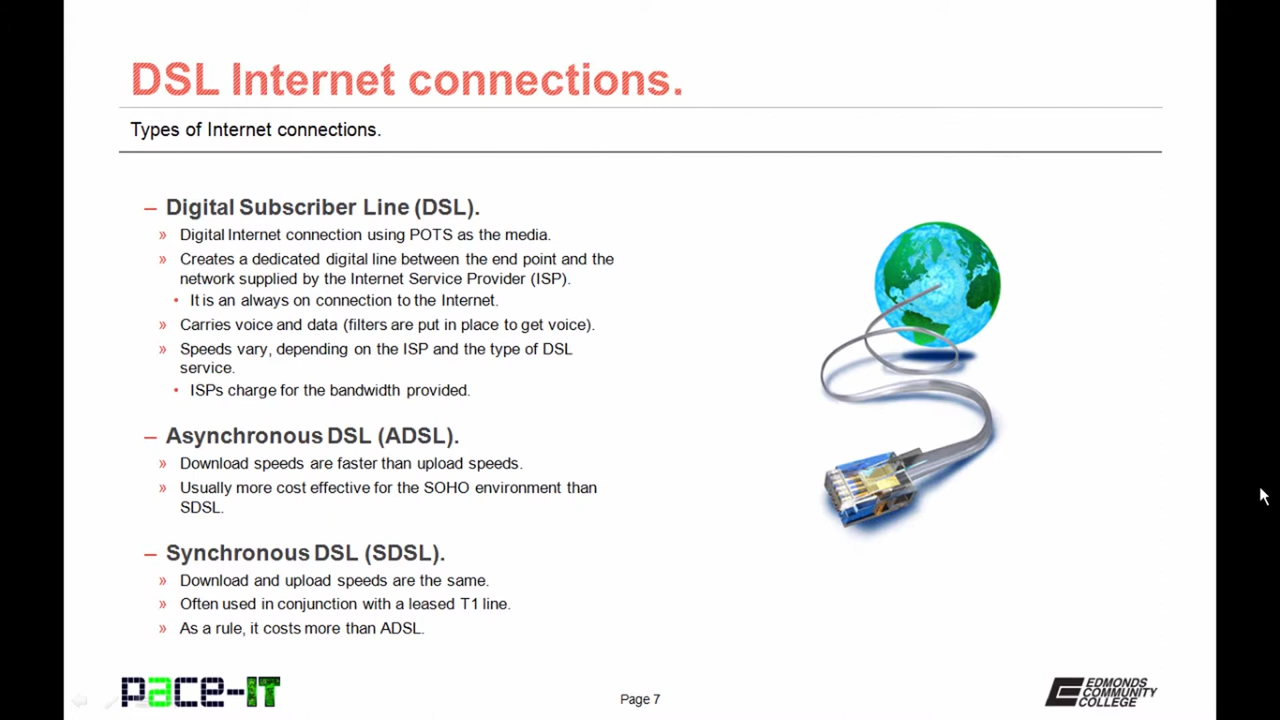 DSL Internet connections.
Types of Internet connections.
– Digital Subscriber Line (DSL).
» Digital Internet connection using POTS as the media.
» Creates a dedicated digital line between the end point and the
network supplied by the Internet Service Provider (ISP).
• It is an always on connection to the Internet.
» Carries voice and data (filters are put in place to get voice).
» Speeds vary, depending on the ISP and the type of DSL
service.
• ISPs charge for the bandwidth provided.
– Asynchronous DSL (ADSL).
» Download speeds are faster than upload speeds.
» Usually more cost effective for the SOHO environment than
SDSL.
– Synchronous DSL (SDSL).
» Download and upload speeds are the same.
» Often used in conjunction with a leased T1 line.
» As a rule, it costs more than ADSL.
pace-IT
Page 7
EDMONDS
COMMUNITY
COLLEGE